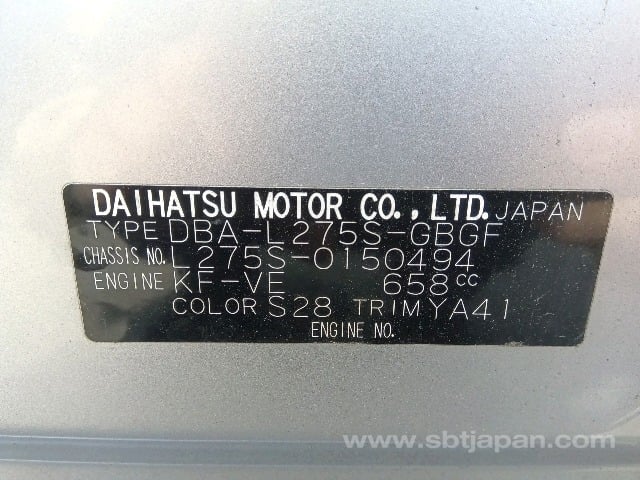 DAIHATSU MOTOR CO., LTD. JAPAN
TYPE DBA-L275S-GBGF
CHASSIS NO. L275S-0150494
ENGINE KF-VE 658cc
COLOR S28 TRIM YA41
ENGINE NO.
www.sbtjapan.com